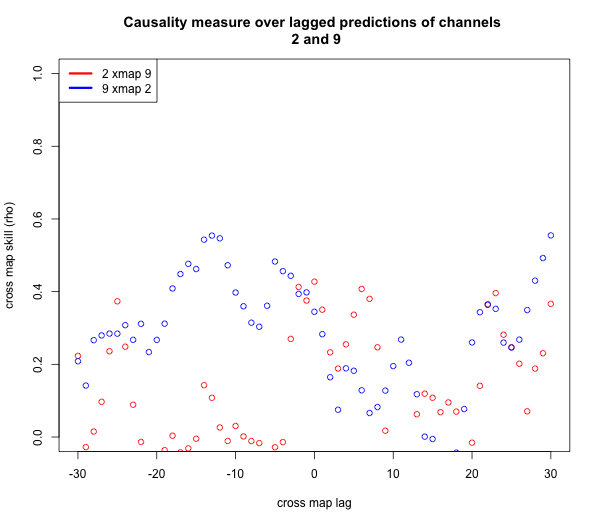 Causality measure over lagged predictions of channels
2 and 9
2 xmap 9
9 xmap 2
1.0
0.8
0.6
0.4
0.2
0.0
cross map skill (rho)
-30 -20 -10 0 10 20 30
cross map lag